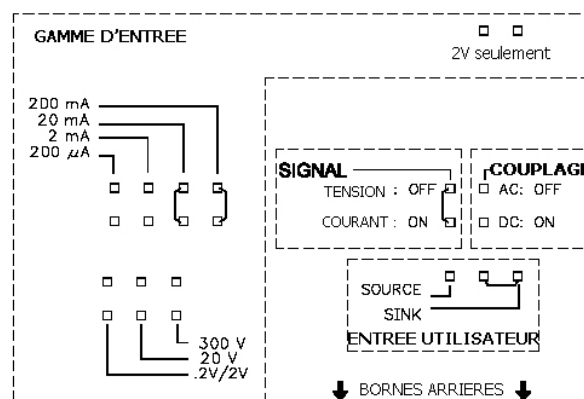 GAMME D'ENTREE
2V seulement
200 mA
20 mA
2 mA
200 µA
SIGNAL
TENSION : OFF
COURANT : ON
COUPLAGE
AC: OFF
DC: ON
SOURCE
SINK
ENTREE UTILISATEUR
300 V
20 V
.2V/2V
BORNES ARRIERES